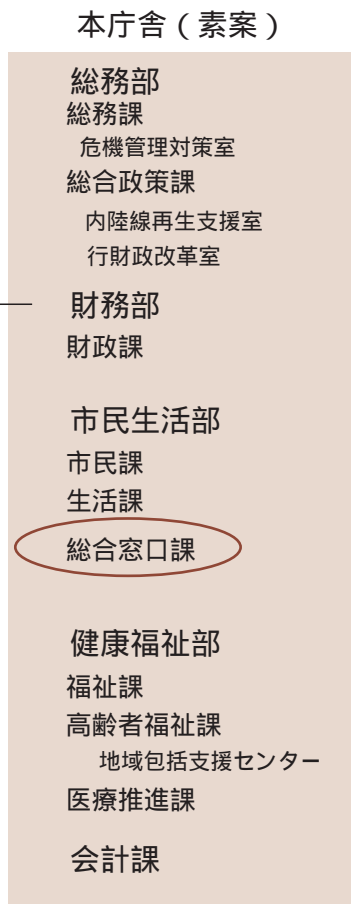 本庁舎（素案）
総務部
総務課
危機管理対策室
総合政策課
内陸線再生支援室
行財政改革室
財務部
財政課
市民生活部
市民課
生活課
総合窓口課
健康福祉部
福祉課
高齢者福祉課
地域包括支援センター
医療推進課
会計課